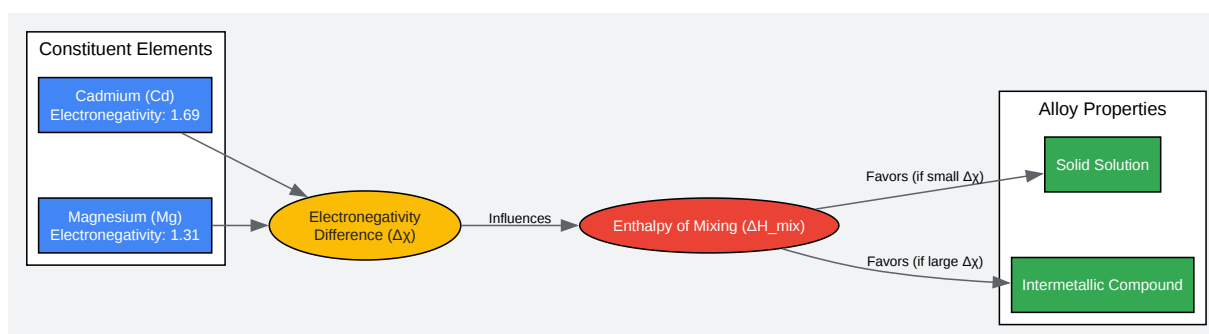 Constituent Elements
Cadmium (Cd)
Electronegativity: 1.69
Magnesium (Mg)
Electronegativity: 1.31
Electronegativity
Difference (Δχ)
Influences
Enthalpy of Mixing (ΔH_mix)
Favors (if small Δχ)
Favors (if large Δχ)
Alloy Properties
Solid Solution
Intermetallic Compound